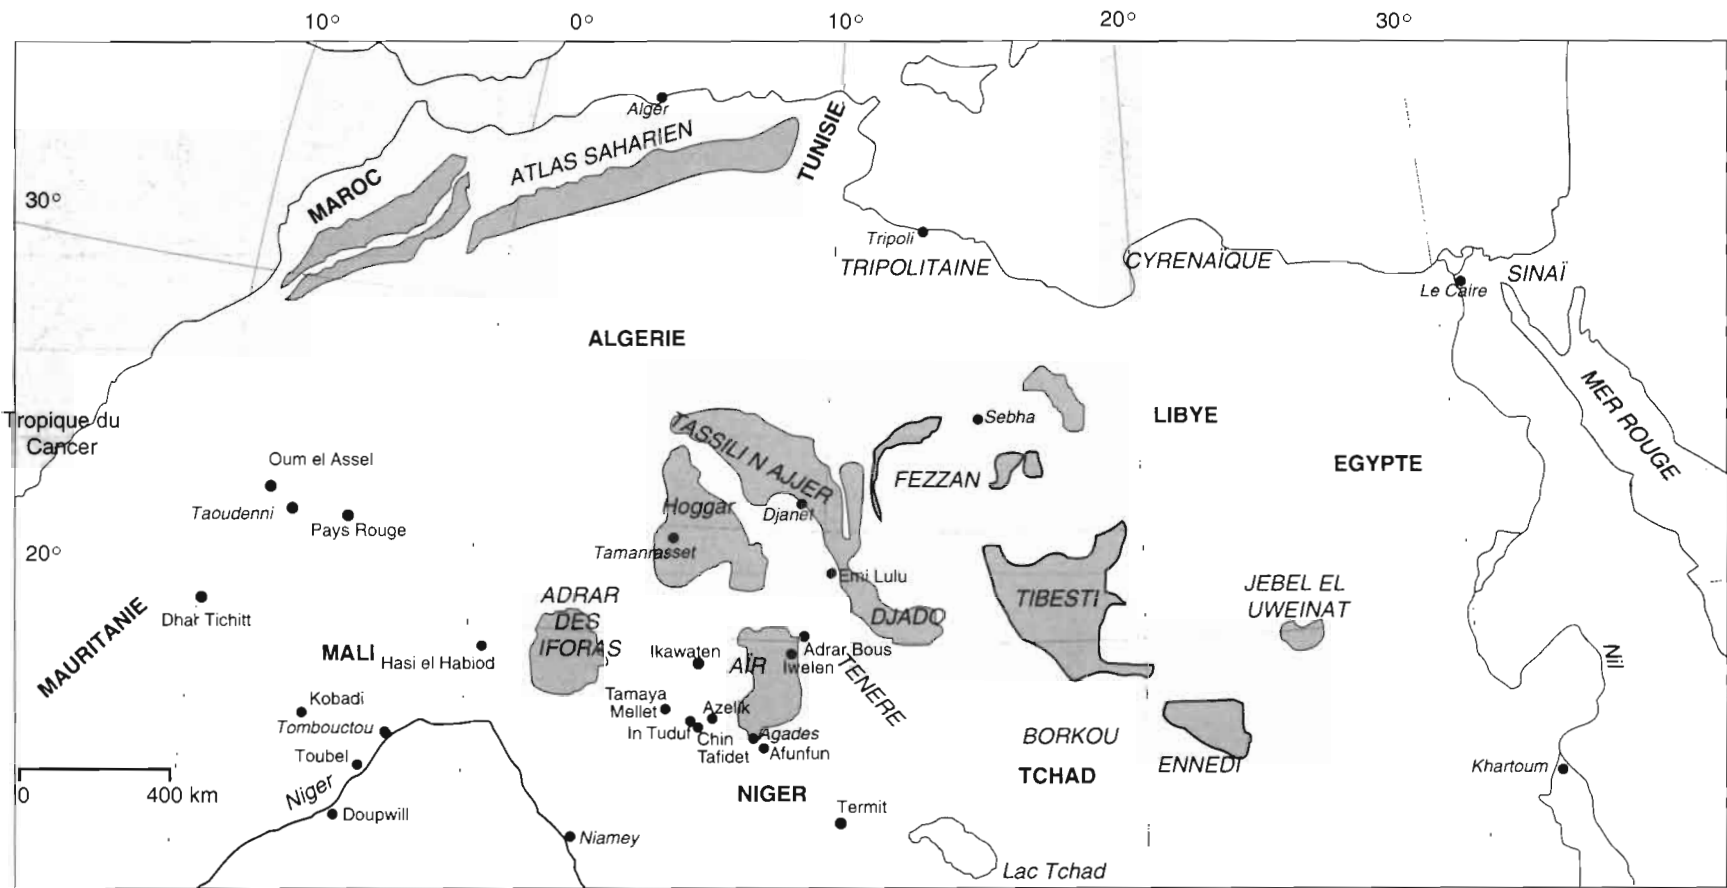 10°
0°
10°
20°
30°
Alger
ATLAS SAHARIEN
TUNISIE
30°
MAROC
Tripoli
TRIPOLITAINE
CYRENAÏQUE
SINAÏ
Le Caire
ALGERIE
MER ROUGE
Tropique du
Cancer
TASSILI N AJJER
Sebha
LIBYE
Oum el Assel
EGYPTE
FEZZAN
Taoudenni
Pays Rouge
Hoggar
Djanet
20°
Tamanrasset
Emi Lulu
ADRAR
DES
IFORAS
DJADO
TIBESTI
JEBEL EL
UWEINAT
Dhar Tichitt
MAURITANIE
MALI
Hasi el Habiod
Ikawaten
AÏR
Adrar Bous
Iwelen
TENERE
Nil
Kobadi
Tamaya
Mellet
Azelik
Tombouctou
In Tuduf
Chin
Tafidet
Agades
Afunfun
BORKOU
Toubel
TCHAD
ENNEDI
Khartoum
0
400 km
Niger
NIGER
Doupwill
Termit
Niamey
Lac Tchad